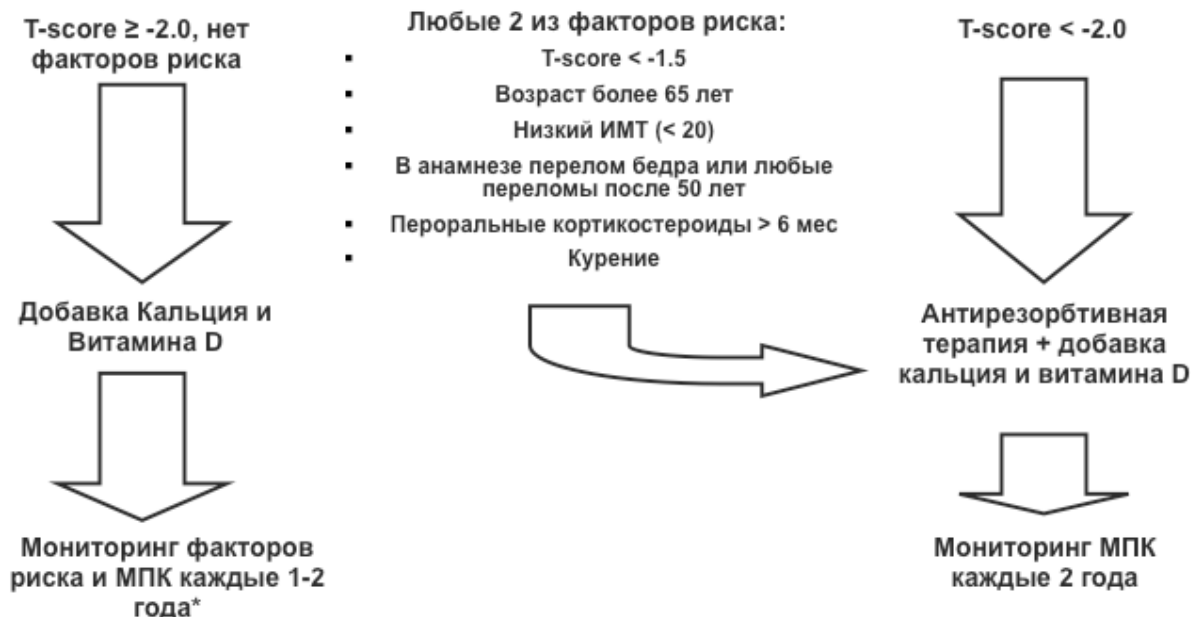 T-score ≥ -2.0, нет
факторов риска
Добавка Кальция и
Витамина D
Мониторинг факторов
риска и МПК каждые 1-2
года*
Любые 2 из факторов риска:
▪ T-score < -1.5
▪ Возраст более 65 лет
▪ Низкий ИМТ (< 20)
▪ В анамнезе перелом бедра или любые
переломы после 50 лет
▪ Пероральные кортикостероиды > 6 мес
▪ Курение
T-score < -2.0
Антирезорбтивная
терапия + добавка
кальция и витамина D
Мониторинг МПК
каждые 2 года